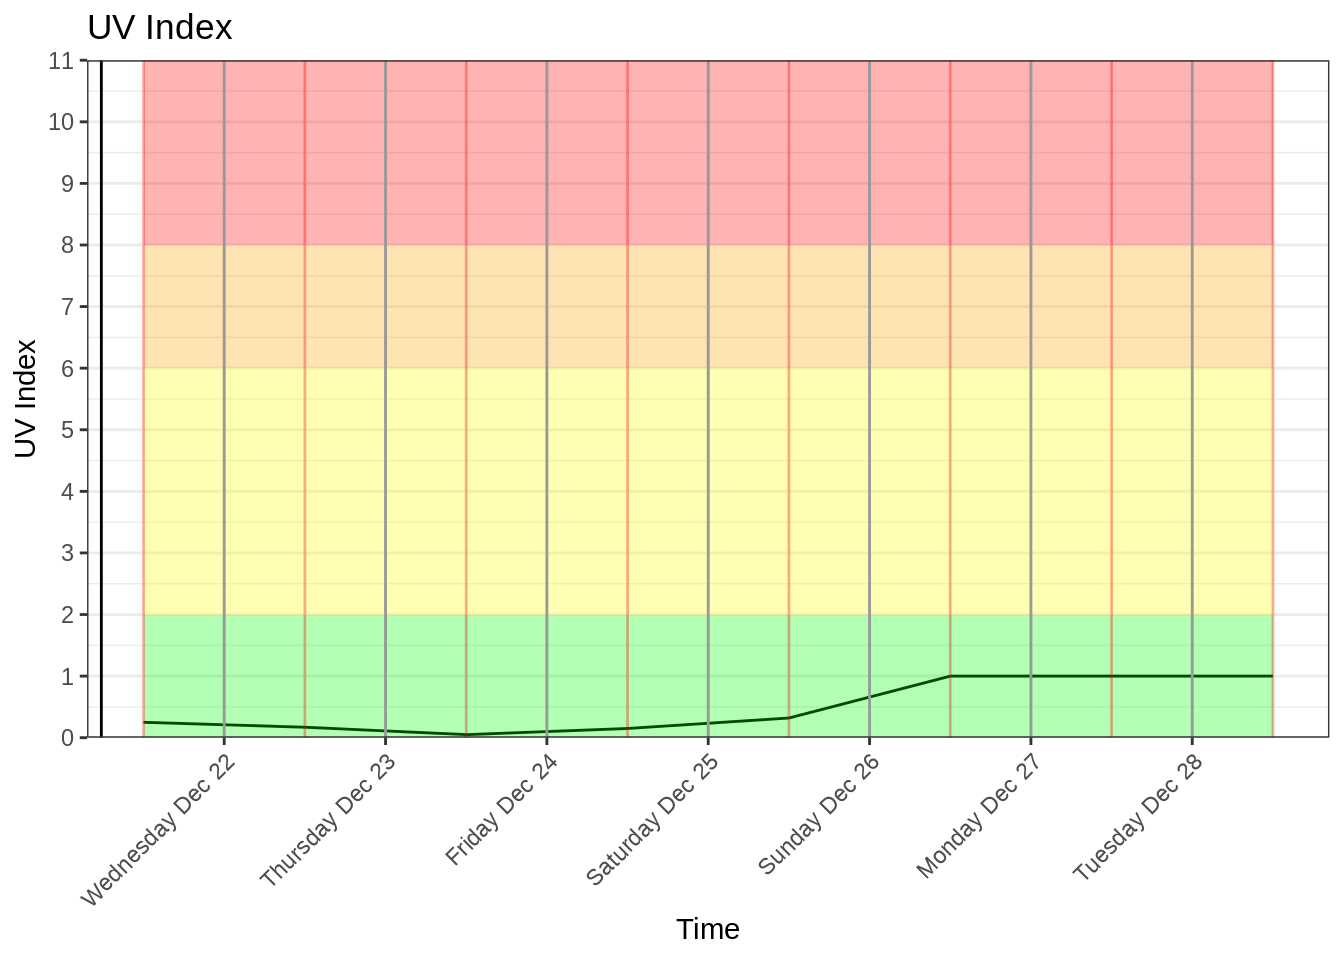 UV Index
11
10
9
8
7
6
5
4
3
2
1
0
UV Index
Wednesday Dec 22
Thursday Dec 23
Friday Dec 24
Saturday Dec 25
Sunday Dec 26
Monday Dec 27
Tuesday Dec 28
Time